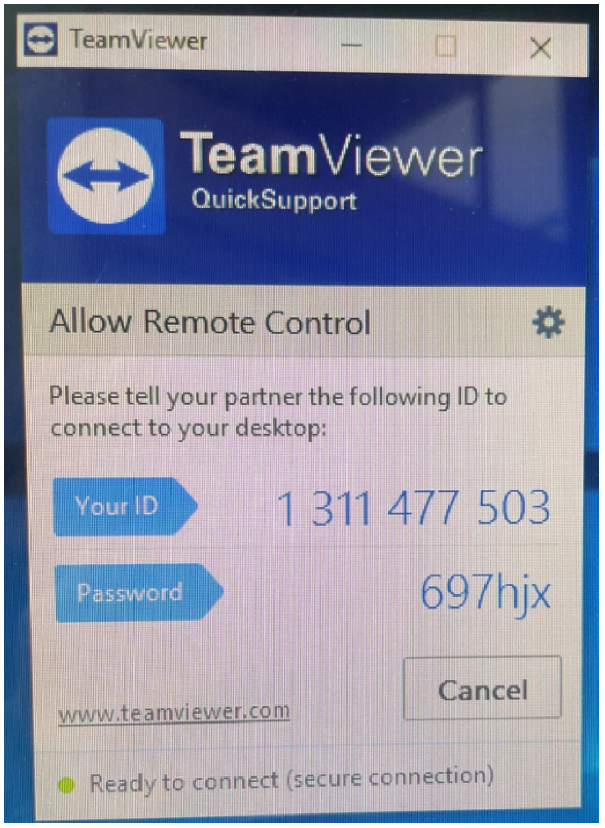 TeamViewer
TeamViewer
QuickSupport
Allow Remote Control
Please tell your partner the following ID to
connect to your desktop:
Your ID 1 311 477 503
Password 697hjx
Cancel
www.teamviewer.com
Ready to connect (secure connection)